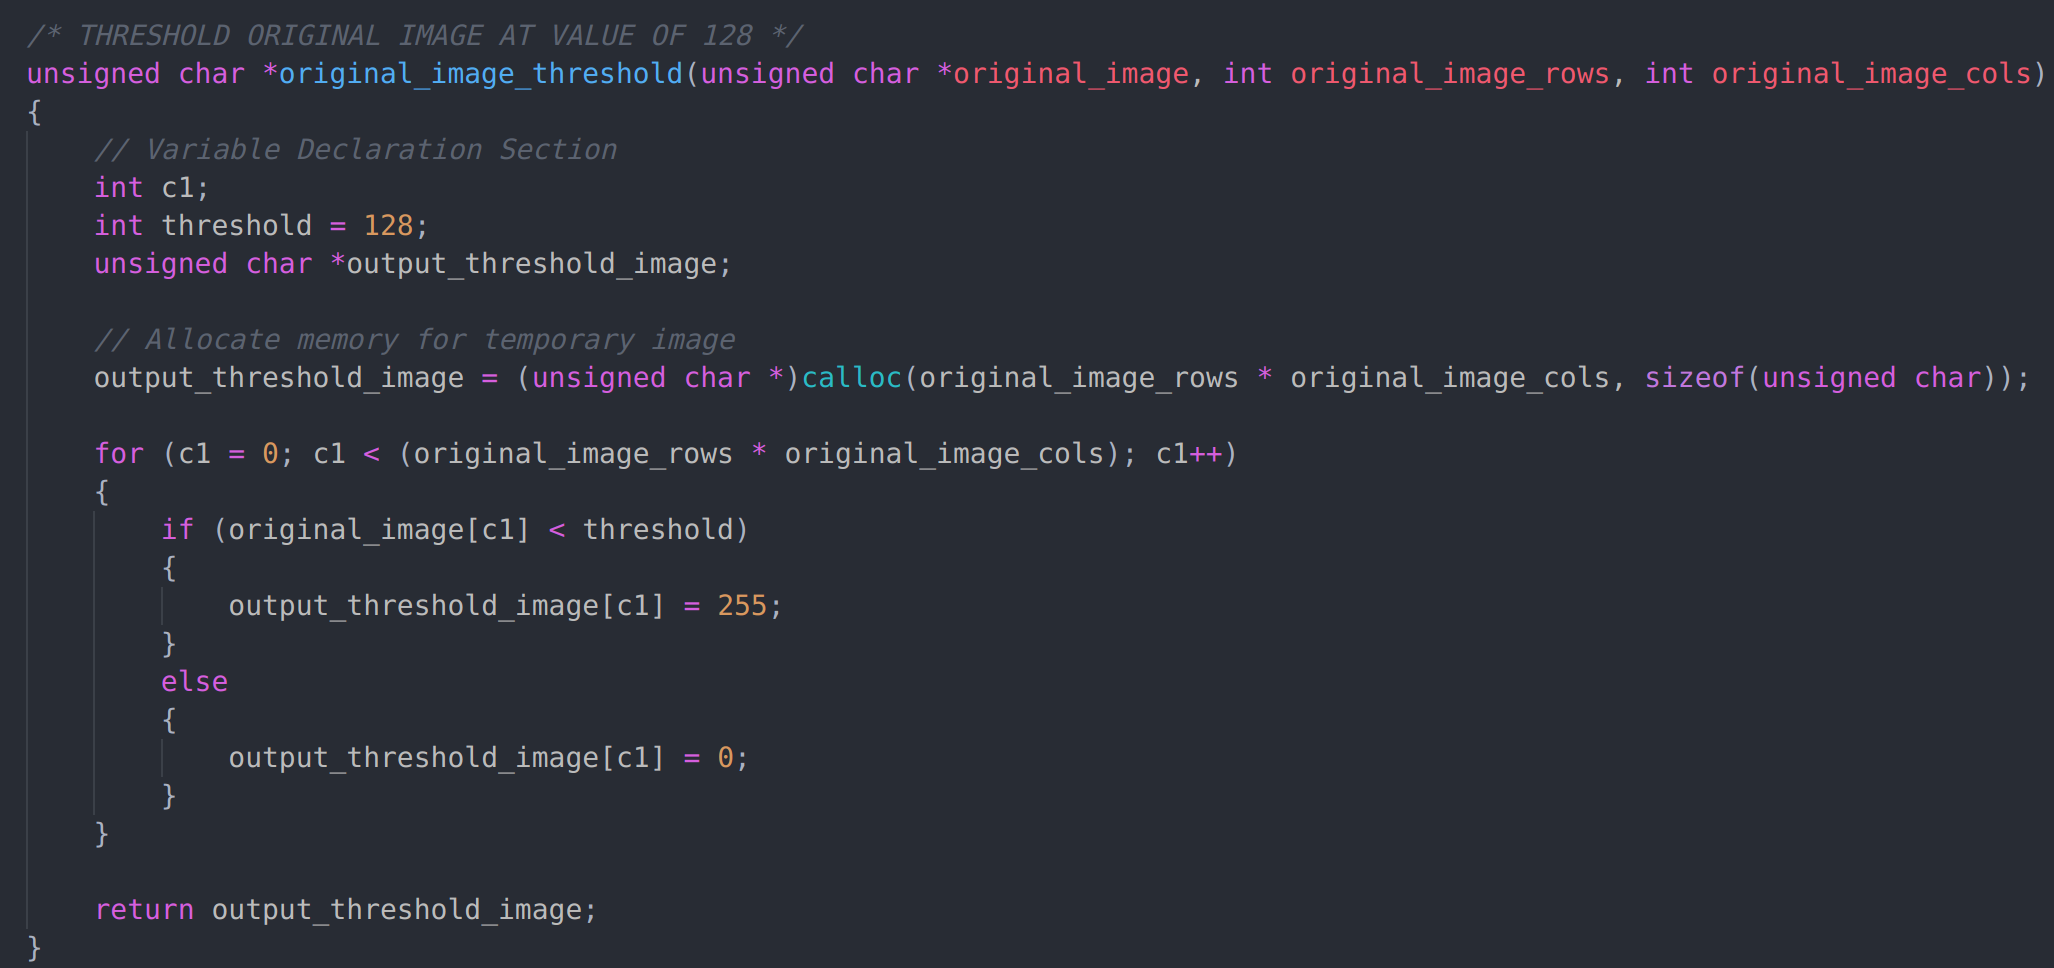 /* THRESHOLD ORIGINAL IMAGE AT VALUE OF 128 */
unsigned char *original_image_threshold(unsigned char *original_image, int original_image_rows, int original_image_cols)
{
    // Variable Declaration Section
    int c1;
    int threshold = 128;
    unsigned char *output_threshold_image;

    // Allocate memory for temporary image
    output_threshold_image = (unsigned char *)calloc(original_image_rows * original_image_cols, sizeof(unsigned char));

    for (c1 = 0; c1 < (original_image_rows * original_image_cols); c1++)
    {
        if (original_image[c1] < threshold)
        {
            output_threshold_image[c1] = 255;
        }
        else
        {
            output_threshold_image[c1] = 0;
        }
    }

    return output_threshold_image;
}